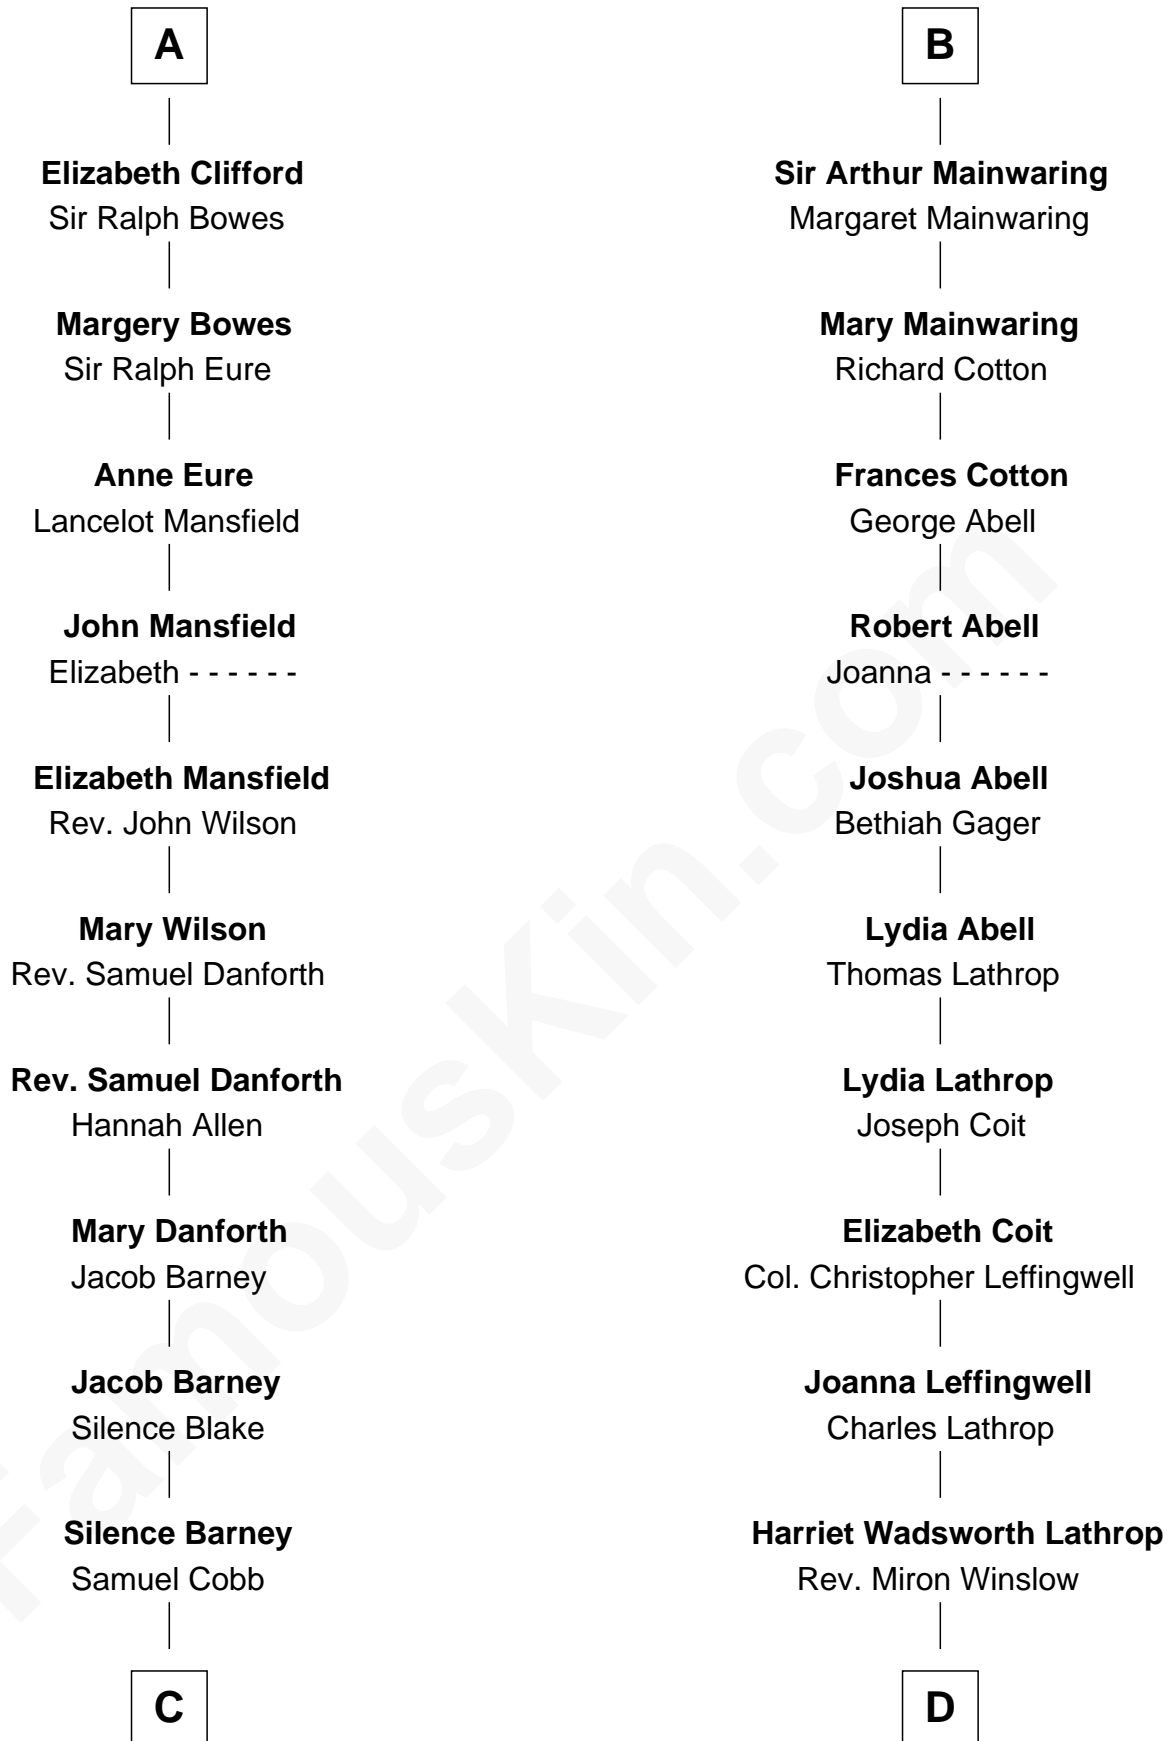 A
Elizabeth Clifford
Sir Ralph Bowes
Margery Bowes
Sir Ralph Eure
Anne Eure
Lancelot Mansfield
John Mansfield
Elizabeth - - - - - -
Elizabeth Mansfield
Rev. John Wilson
Mary Wilson
Rev. Samuel Danforth
Rev. Samuel Danforth
Hannah Allen
Mary Danforth
Jacob Barney
Jacob Barney
Silence Blake
Silence Barney
Samuel Cobb
C
B
Sir Arthur Mainwaring
Margaret Mainwaring
Mary Mainwaring
Richard Cotton
Frances Cotton
George Abell
Robert Abell
Joanna - - - - - -
Joshua Abell
Bethiah Gager
Lydia Abell
Thomas Lathrop
Lydia Lathrop
Joseph Coit
Elizabeth Coit
Col. Christopher Leffingwell
Joanna Leffingwell
Charles Lathrop
Harriet Wadsworth Lathrop
Rev. Miron Winslow
D
FamousKin.com